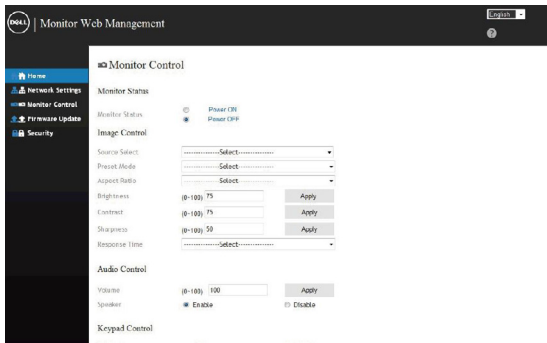 DELL
Monitor Web Management
English
?
Home
Network Settings
Monitor Control
Firmware Update
Security
Monitor Control
Monitor Status
Monitor Status
Power ON
Power OFF
Image Control
Source Select ---------------Select---------------
Preset Mode ---------------Select---------------
Aspect Ratio ---------------Select---------------
Brightness (0~100) 75 Apply
Contrast (0~100) 75 Apply
Sharpness (0~100) 50 Apply
Response Time ---------------Select---------------
Audio Control
Volume (0~100) 100 Apply
Speaker Enable Disable
Keypad Control